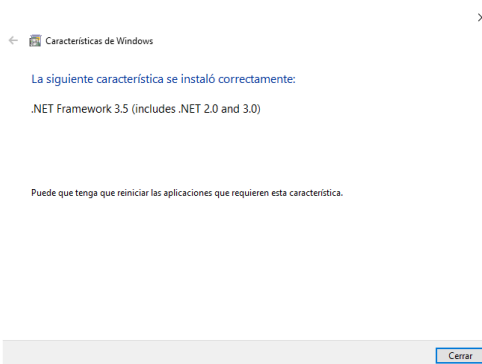 Características de Windows
La siguiente característica se instaló correctamente:
.NET Framework 3.5 (includes .NET 2.0 and 3.0)
Puede que tenga que reiniciar las aplicaciones que requieren esta característica.
Cerrar